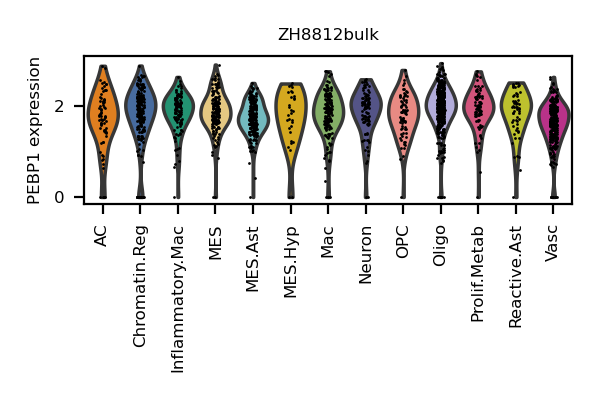 ZH8812bulk
PEBP1 expression
2
0
AC
Chromatin.Reg
Inflammatory.Mac
MES
MES.Ast
MES.Hyp
Mac
Neuron
OPC
Oligo
Prolif.Metab
Reactive.Ast
Vasc